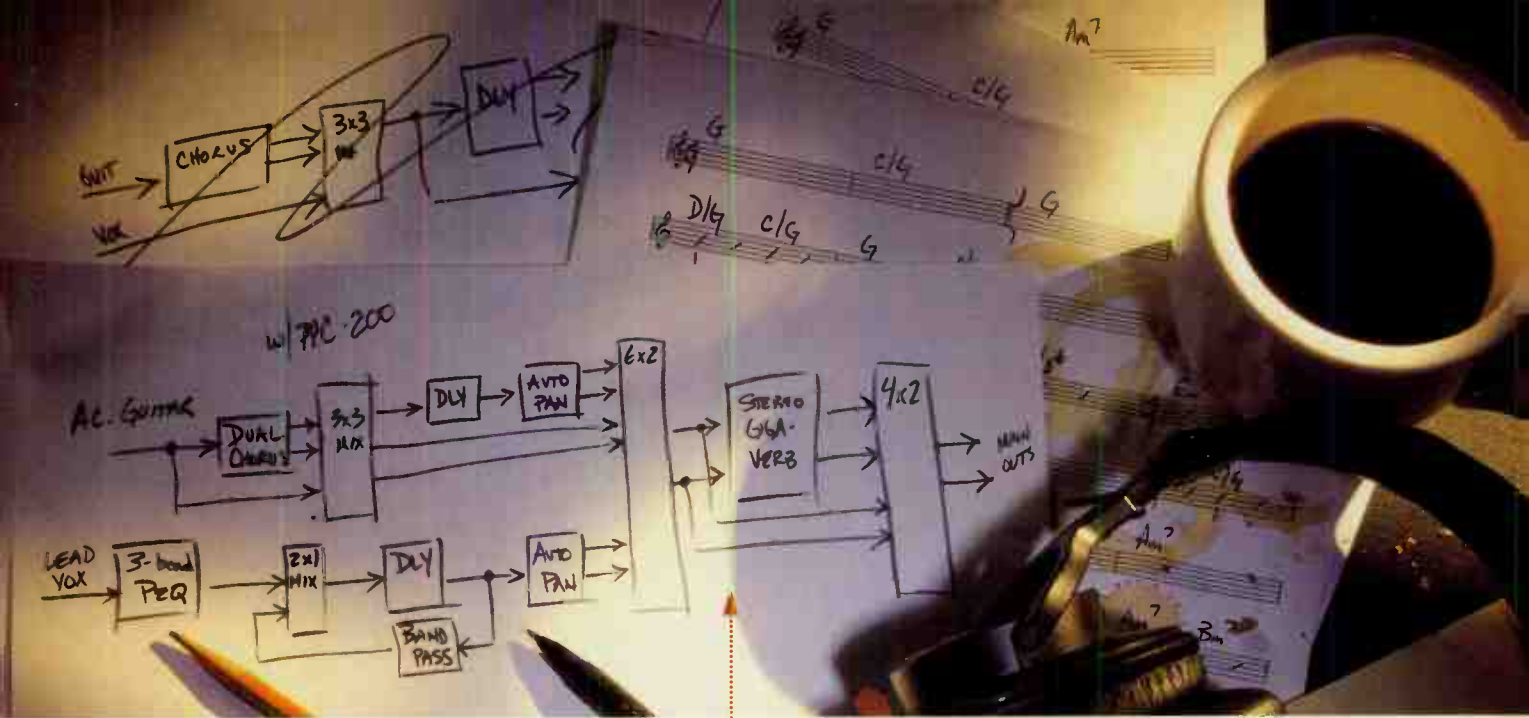 GUIT
VOX
CHORUS
3x3
DLY
Am7
G
C/G
G
C/G
G
D/G
C/G
G
w/ PPC-200
AC. GUITAR
DUAL
CHORUS
3x3
MIX
DLY
AUTO
PAN
6x2
STEREO
GIGA-
VERB
4x2
MAIN
OUTS
LEAD
VOX
3-band
PEQ
2x1
MIX
DLY
BAND
PASS
AUTO
PAN
C/G
Am7
Am7
Bm